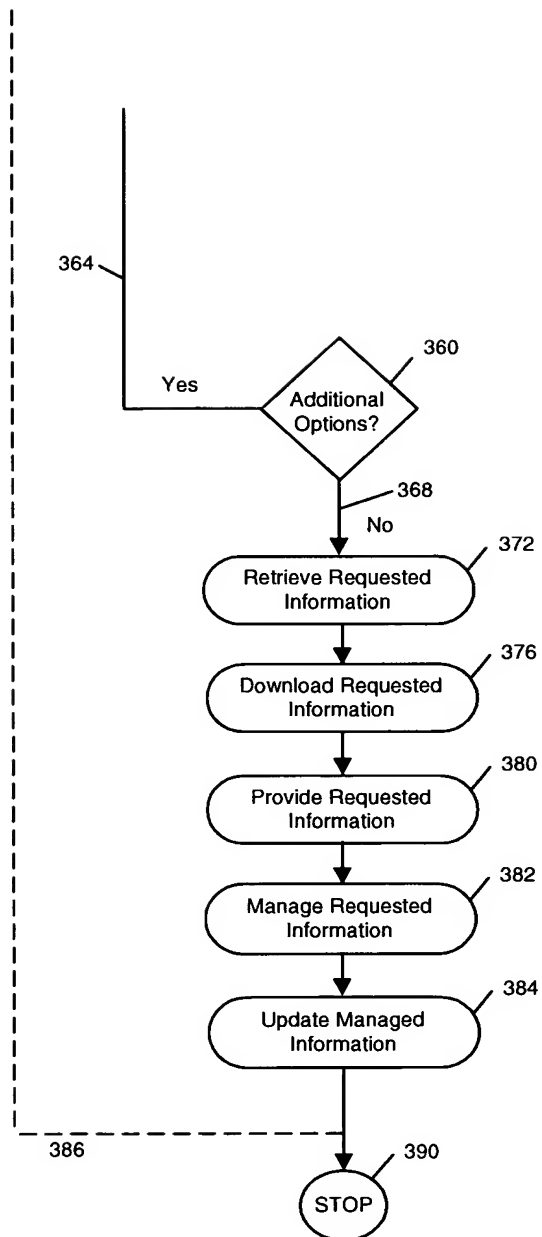 364
360
Yes
Additional
Options?
368
No
372
Retrieve Requested
Information
376
Download Requested
Information
380
Provide Requested
Information
382
Manage Requested
Information
384
Update Managed
Information
386
390
STOP